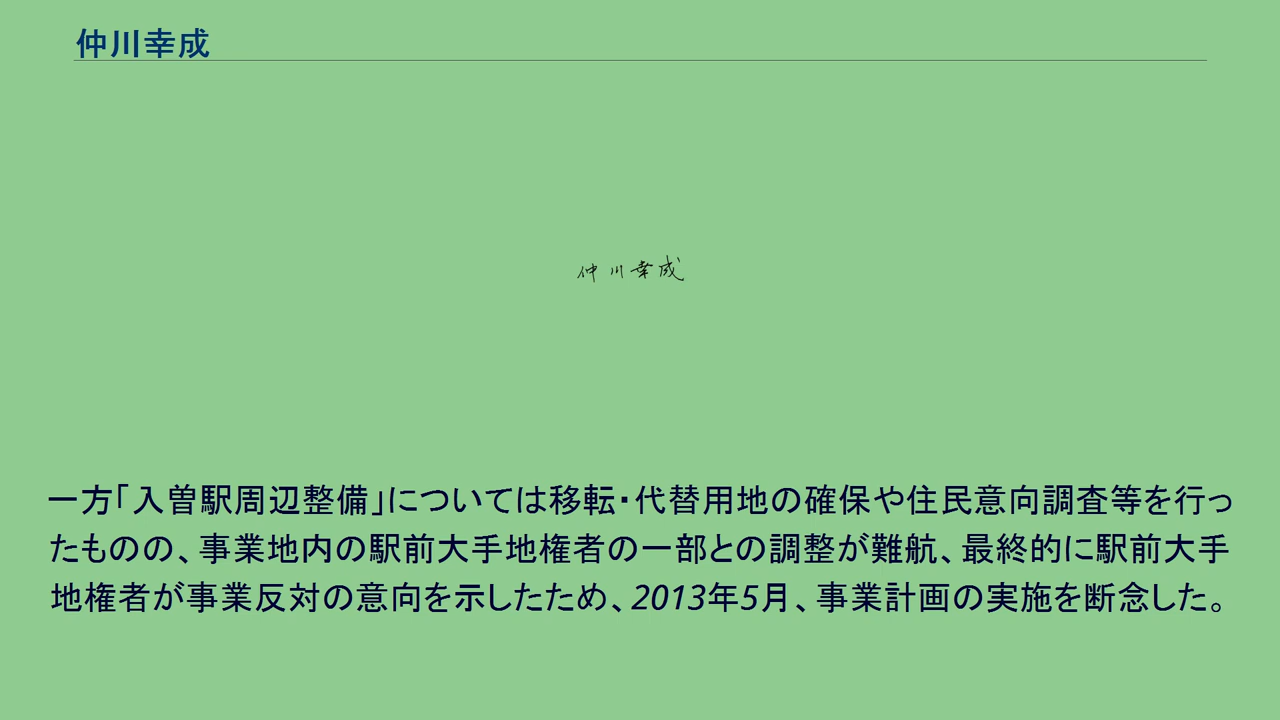 仲川幸成
仲川幸成
一方「入曽駅周辺整備」については移転・代替用地の確保や住民意向調査等を行っ
たものの、事業地内の駅前大手地権者の一部との調整が難航、最終的に駅前大手
地権者が事業反対の意向を示したため、2013年5月、事業計画の実施を断念した。